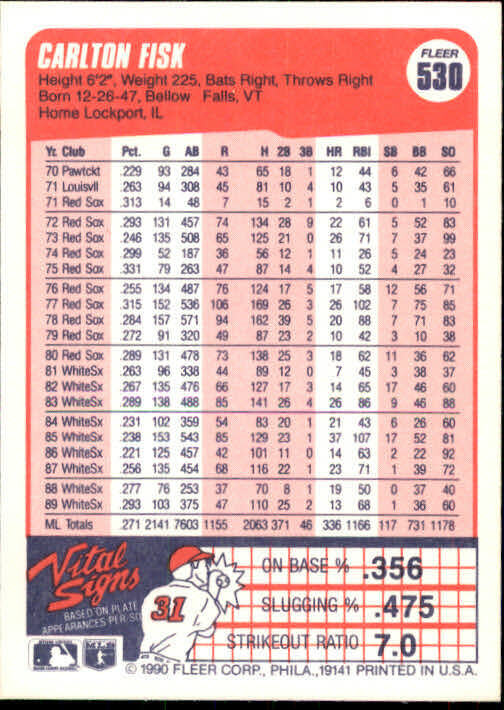 CARLTON FISK
FLEER
530
Height 6'2", Weight 225, Bats Right, Throws Right
Born 12-26-47, Bellow Falls, VT
Home Lockport, IL
Yr. Club Pct. G AB R H 2B 3B HR RBI SB BB SO
70 Pawtckt .229 93 284 43 65 18 1 12 44 6 42 66
71 Louisvll .263 94 308 45 81 10 4 10 43 5 35 61
71 Red Sox .313 14 48 7 15 2 1 2 6 0 1 10
72 Red Sox .293 131 457 74 134 28 9 22 61 5 52 83
73 Red Sox .246 135 508 65 125 21 0 26 71 7 37 99
74 Red Sox .299 52 187 36 56 12 1 11 26 5 24 23
75 Red Sox .331 79 263 47 87 14 4 10 52 4 27 32
76 Red Sox .255 134 487 76 124 17 5 17 58 12 56 71
77 Red Sox .315 152 536 106 169 26 3 26 102 7 75 85
78 Red Sox .284 157 571 94 162 39 5 20 88 7 71 83
79 Red Sox .272 91 320 49 87 23 2 10 42 3 10 38
80 Red Sox .289 131 478 73 138 25 3 18 62 11 36 62
81 WhiteSx .263 96 338 44 89 12 0 7 45 3 38 37
82 WhiteSx .267 135 476 66 127 17 3 14 65 17 46 60
83 WhiteSx .289 138 488 85 141 26 4 26 86 9 46 88
84 WhiteSx .231 102 359 54 83 20 1 21 43 6 26 60
85 WhiteSx .238 153 543 85 129 23 1 37 107 17 52 81
86 WhiteSx .221 125 457 42 101 11 0 14 63 2 22 92
87 WhiteSx .256 135 454 68 116 22 1 23 71 1 39 72
88 WhiteSx .277 76 253 37 70 8 1 19 50 0 37 40
89 WhiteSx .293 103 375 47 110 25 2 13 68 1 36 60
ML Totals .271 2141 7603 1155 2063 371 46 336 1166 117 731 1178
Vital Signs
BASED ON PLATE
APPEARANCES PER SO
31
ON BASE % .356
SLUGGING % .475
STRIKEOUT RATIO 7.0
© 1990 FLEER CORP., PHILA., 19141 PRINTED IN U.S.A.